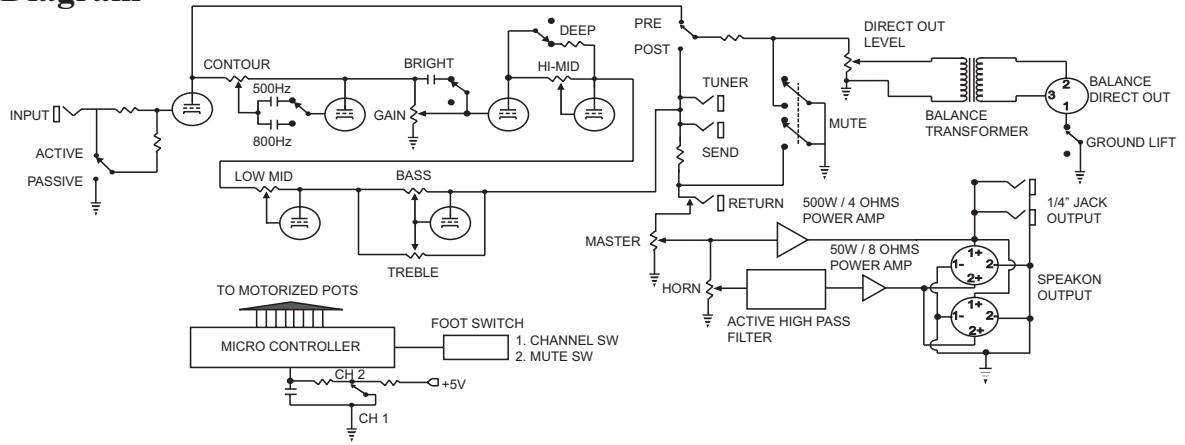 Diagram
PRE
POST
DIRECT OUT
LEVEL
DEEP
CONTOUR
BRIGHT
HI-MID
500Hz
800Hz
GAIN
INPUT
ACTIVE
PASSIVE
TUNER
SEND
MUTE
BALANCE
TRANSFORMER
2
3
1
BALANCE
DIRECT OUT
GROUND LIFT
LOW MID
BASS
TREBLE
RETURN
MASTER
HORN
500W / 4 OHMS
POWER AMP
50W / 8 OHMS
POWER AMP
ACTIVE HIGH PASS
FILTER
1/4" JACK
OUTPUT
1+
1-
2-
2+
1+
1-
2-
2+
SPEAKON
OUTPUT
TO MOTORIZED POTS
MICRO CONTROLLER
FOOT SWITCH
1. CHANNEL SW
2. MUTE SW
CH 2
+5V
CH 1